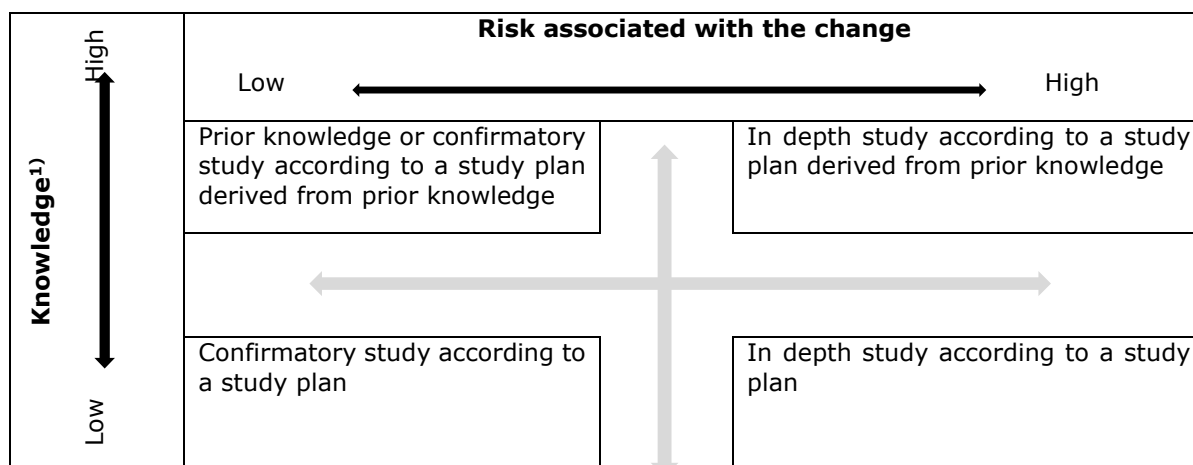 Risk associated with the change
High
Low
High
Knowledge1)
Prior knowledge or confirmatory
study according to a study plan
derived from prior knowledge
In depth study according to a study
plan derived from prior knowledge
Low
Confirmatory study according to
a study plan
In depth study according to a study
plan